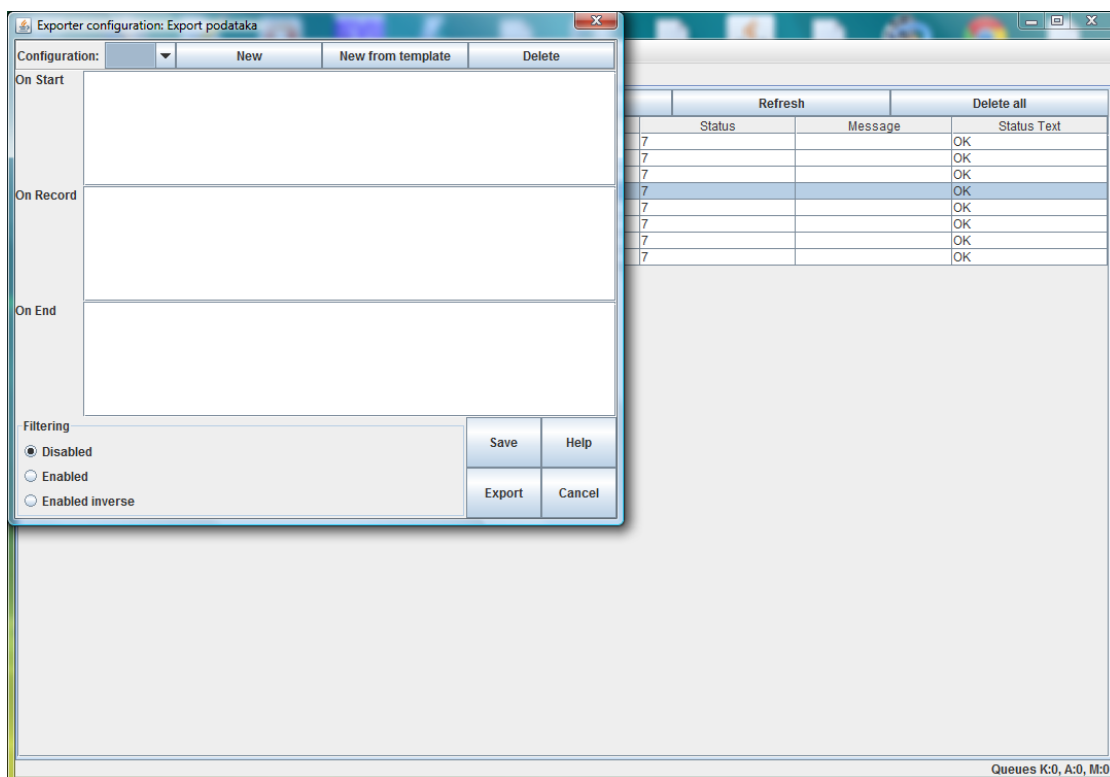 Exporter configuration: Export podataka
Configuration: New New from template Delete
On Start
On Record
On End
Filtering
Disabled
Enabled
Enabled inverse
Save Help
Export Cancel
Refresh Delete all
Status Message Status Text
7 OK
7 OK
7 OK
7 OK
7 OK
7 OK
7 OK
7 OK
Queues K:0, A:0, M:0